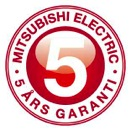 MITSUBISHI ELECTRIC
5
• 5 ÅRS GARANTI •